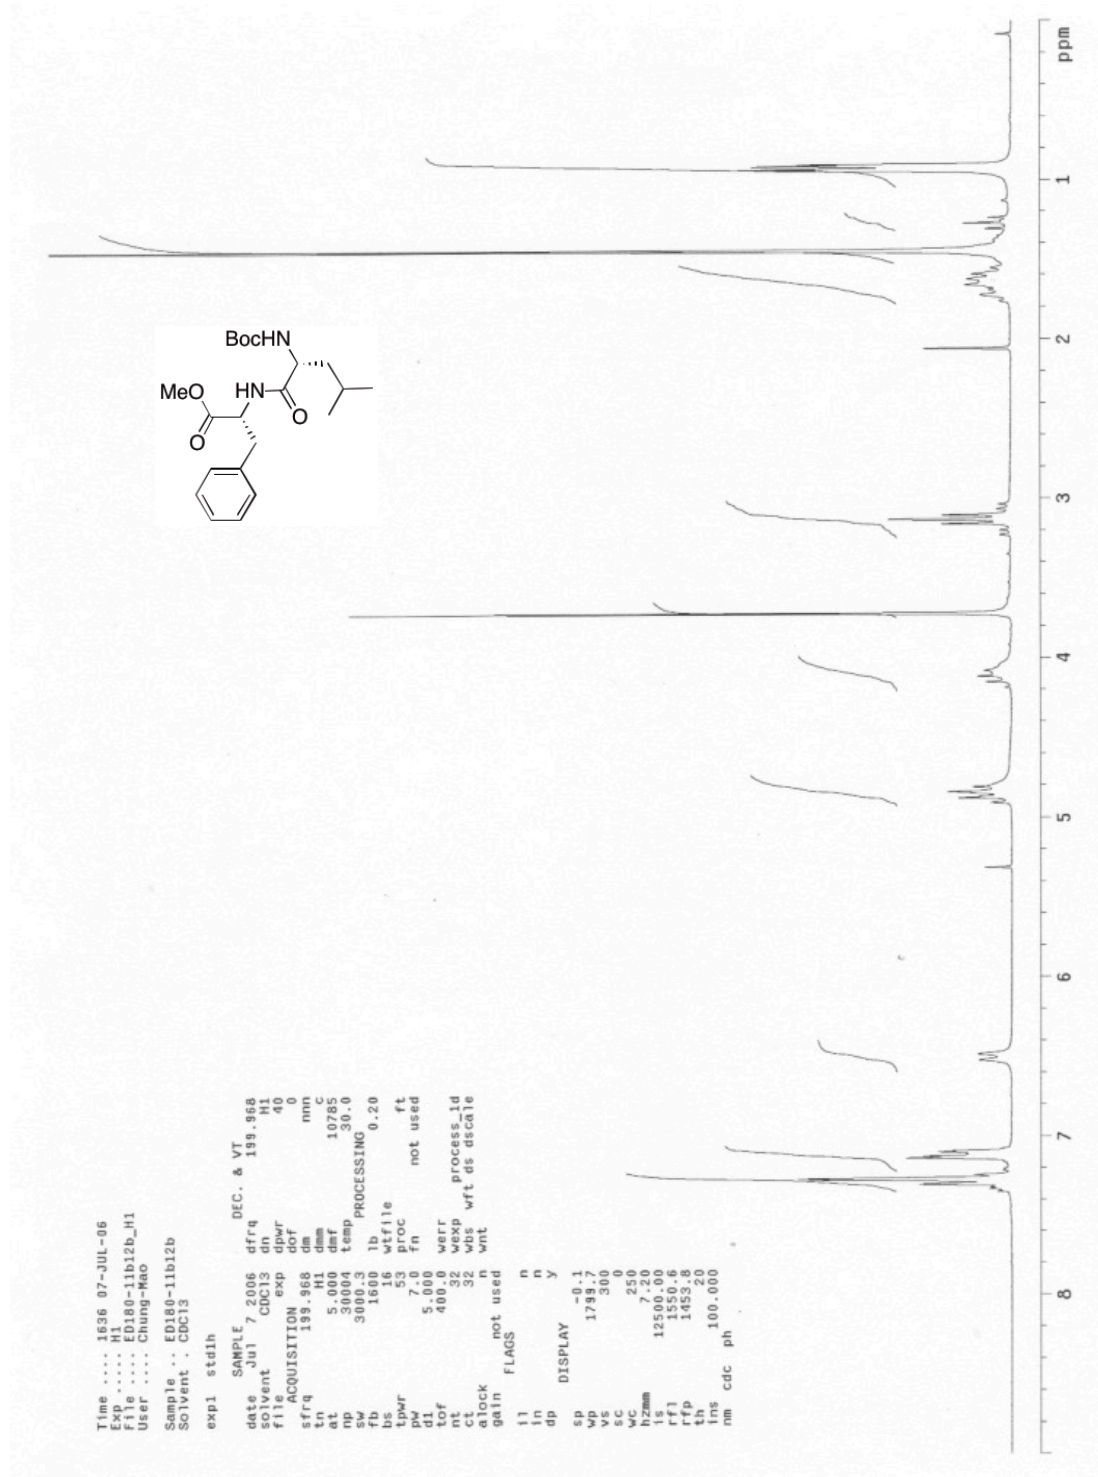 Time .... 1636 07-JUL-06
Exp ..... H1
File .... ED180-11b12b_H1
User .... Chung-Mao
Sample .. ED180-11b12b
Solvent . CDCl3
exp1 std1h
SAMPLE DEC. & VT
date Jul 7 2006 dfrq 199.968
solvent CDCl3 dn H1
file exp dpwr 40
ACQUISITION dof 0
sfrq 199.968 dm nnn
tn H1 dmm c
at 5.000 dmf 10785
np 30004 temp 30.0
sw 3000.3 PROCESSING
fb 1600 lb 0.20
bs 16 wtfile
tpwr 53 proc ft
pw 7.0 fn not used
d1 5.000
tof 400.0 werr
nt 32 wexp process_1d
ct 32 wbs wft ds dscale
alock n wnt
gain not used
FLAGS
il n
in n
dp y
DISPLAY
sp -0.1
wp 1799.7
vs 300
sc 0
wc 250
hzmm 7.20
is 12500.00
rfl 1550.6
rfp 1453.8
th 20
ins 100.000
nm cdc ph
BocHN
MeO
HN
O
O
8 7 6 5 4 3 2 1 ppm